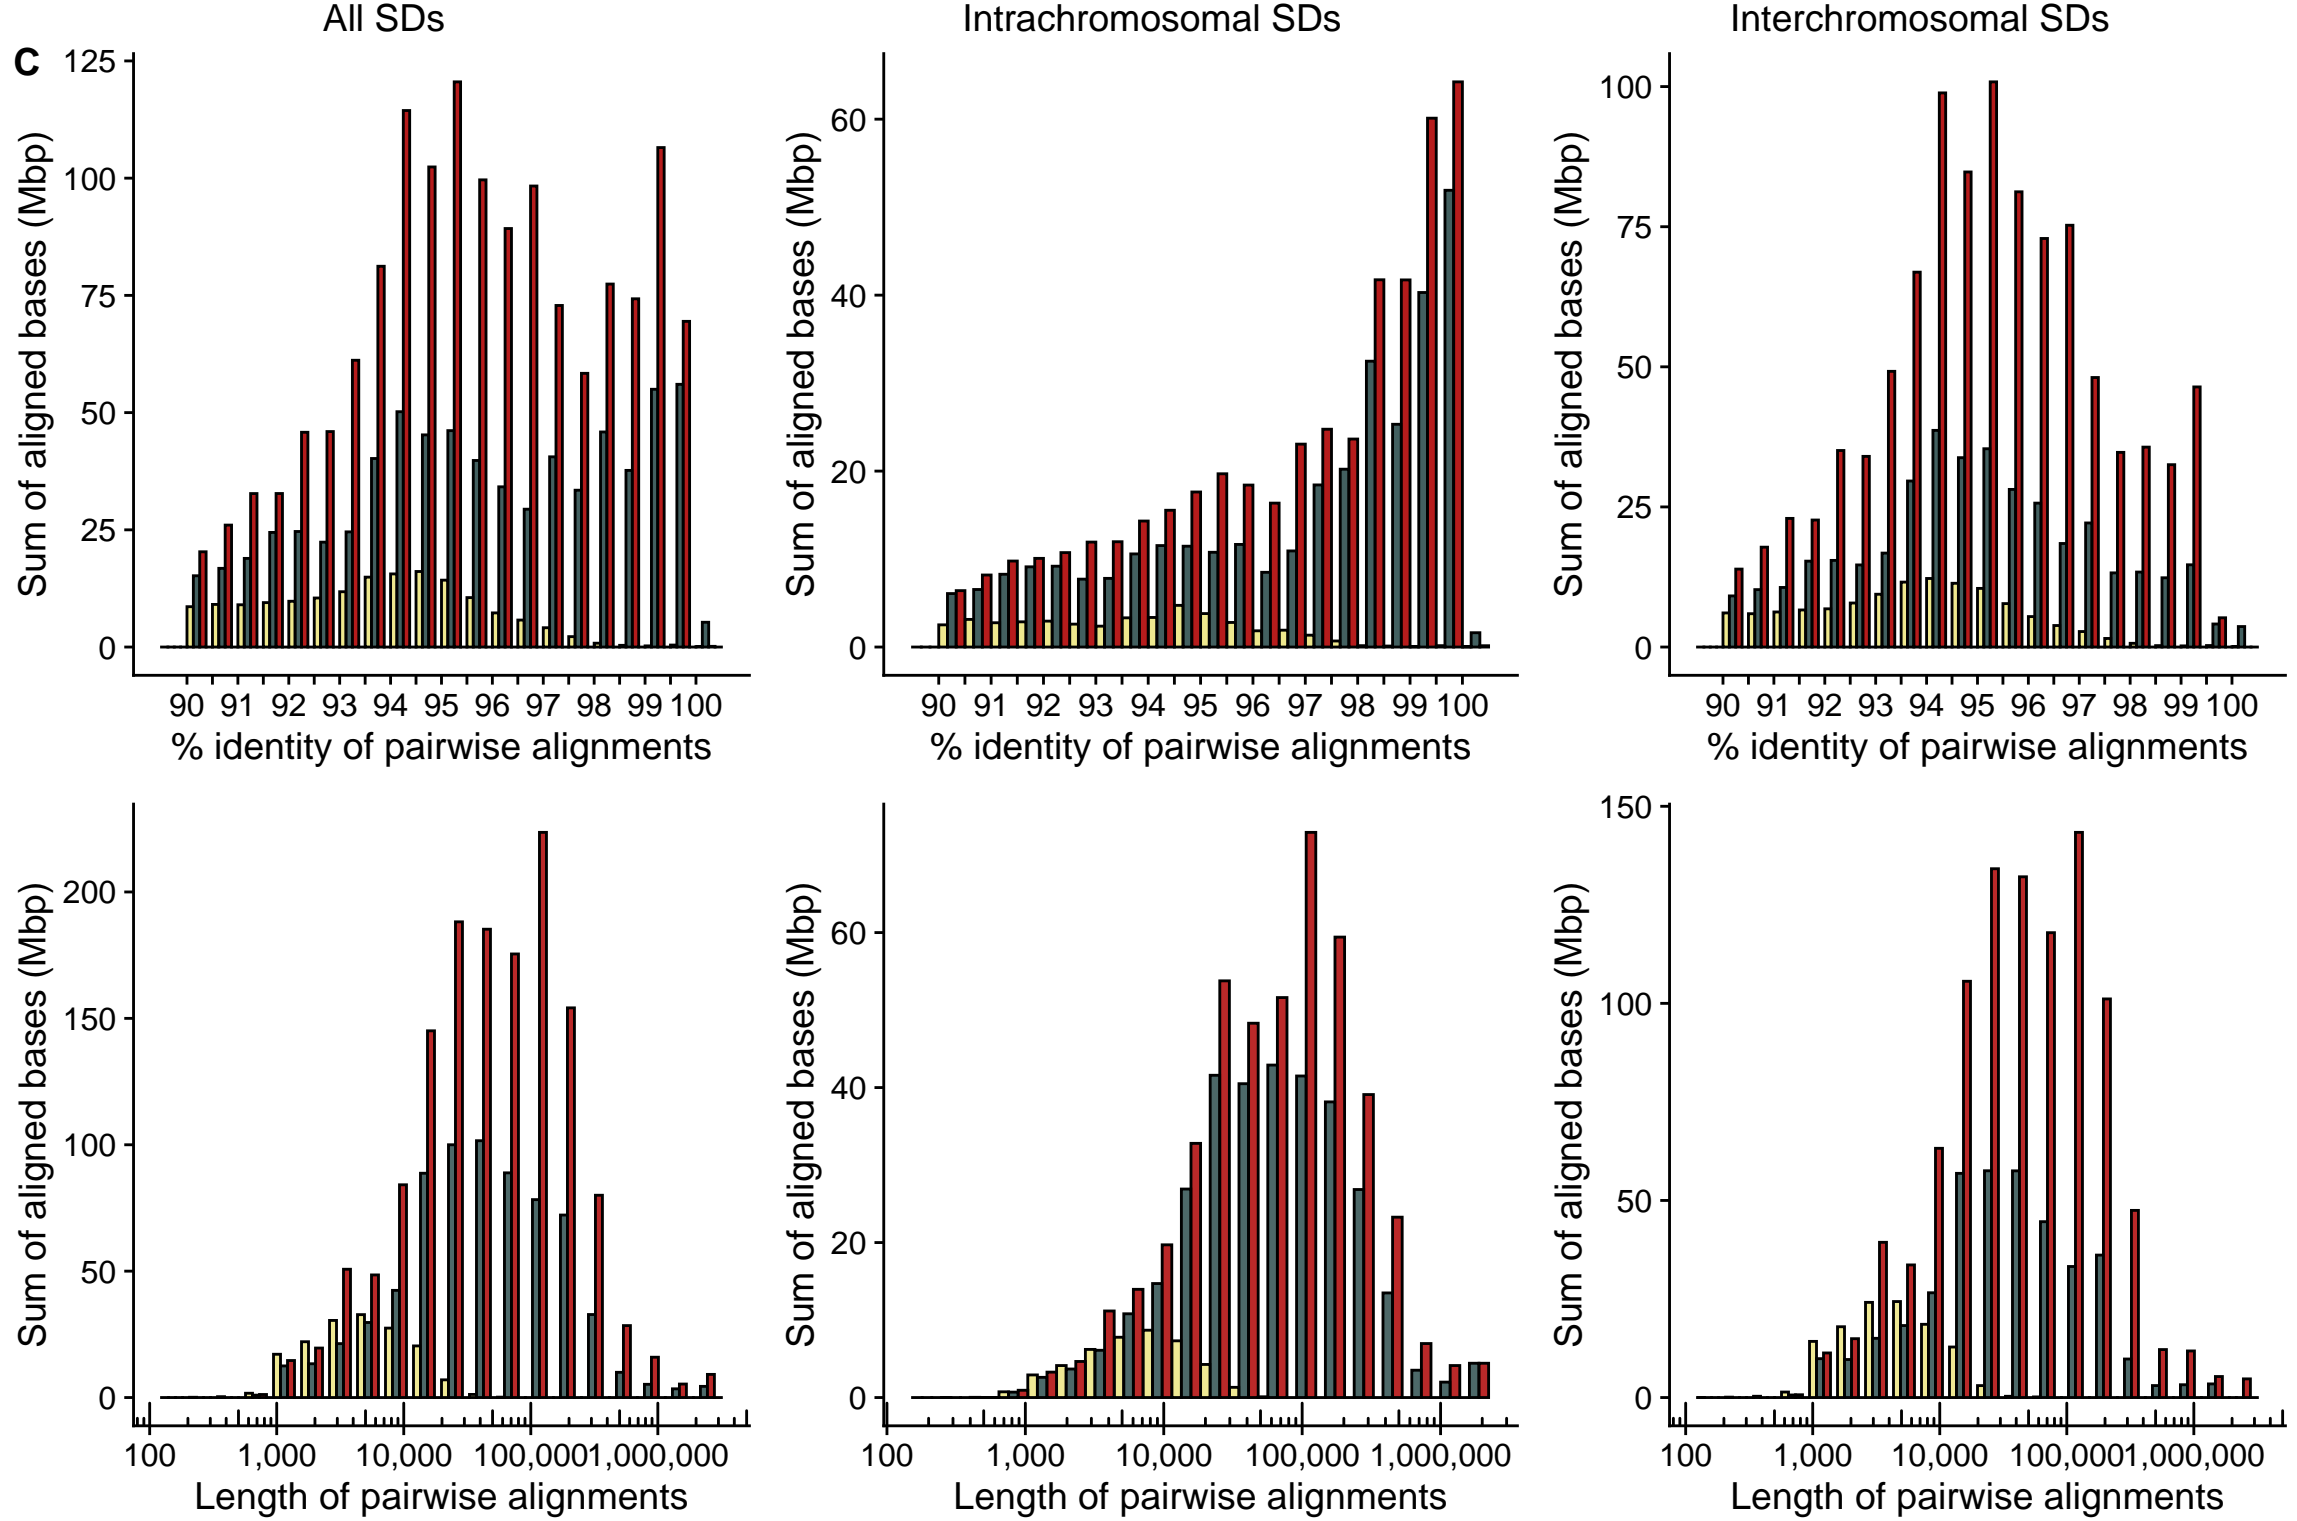 All SDs
Intrachromosomal SDs
Interchromosomal SDs
C
Sum of aligned bases (Mbp)
125
100
75
50
25
0
90 91 92 93 94 95 96 97 98 99 100
% identity of pairwise alignments
Sum of aligned bases (Mbp)
60
40
20
0
90 91 92 93 94 95 96 97 98 99 100
% identity of pairwise alignments
Sum of aligned bases (Mbp)
100
75
50
25
0
90 91 92 93 94 95 96 97 98 99 100
% identity of pairwise alignments
Sum of aligned bases (Mbp)
200
150
100
50
0
100 1,000 10,000 100,000 1,000,000
Length of pairwise alignments
Sum of aligned bases (Mbp)
60
40
20
0
100 1,000 10,000 100,000 1,000,000
Length of pairwise alignments
Sum of aligned bases (Mbp)
150
100
50
0
100 1,000 10,000 100,000 1,000,000
Length of pairwise alignments